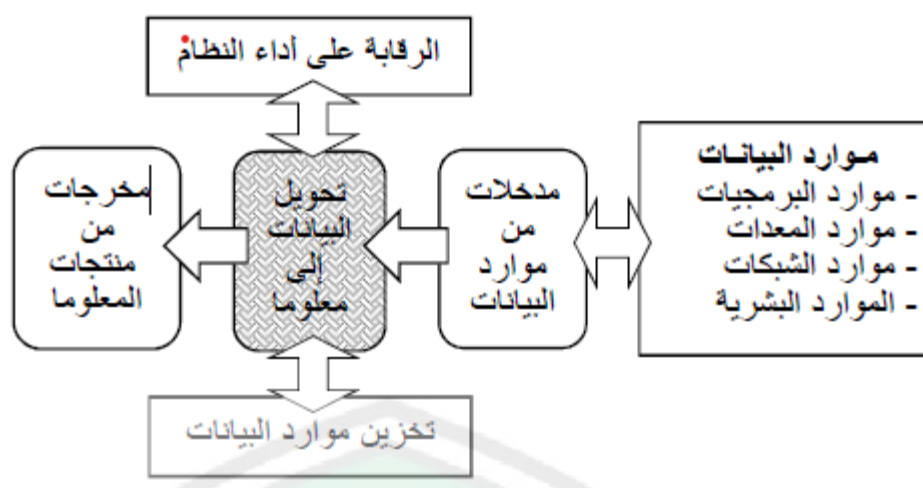 الرقابة على أداء النظام
موارد البيانات
- موارد البرمجيات
- موارد المعدات
- موارد الشبكات
- الموارد البشرية
مدخلات
من
موارد
البيانات
تحويل
البيانات
إلى
معلوما
مخرجات
من
منتجات
المعلوما
تخزين موارد البيانات